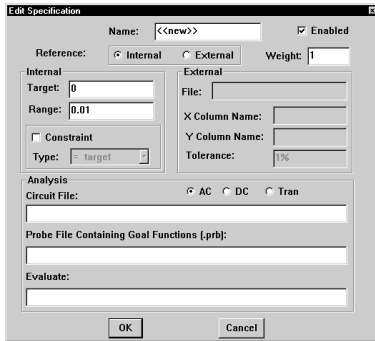 Edit Specification
Name: <<new>> Enabled
Reference: Internal External Weight: 1
Internal External
Target: 0 File:
Range: 0.01 X Column Name:
Constraint Y Column Name:
Type: = target Tolerance: 1%
Analysis
Circuit File: AC DC Tran
Probe File Containing Goal Functions (.prb):
Evaluate:
OK Cancel